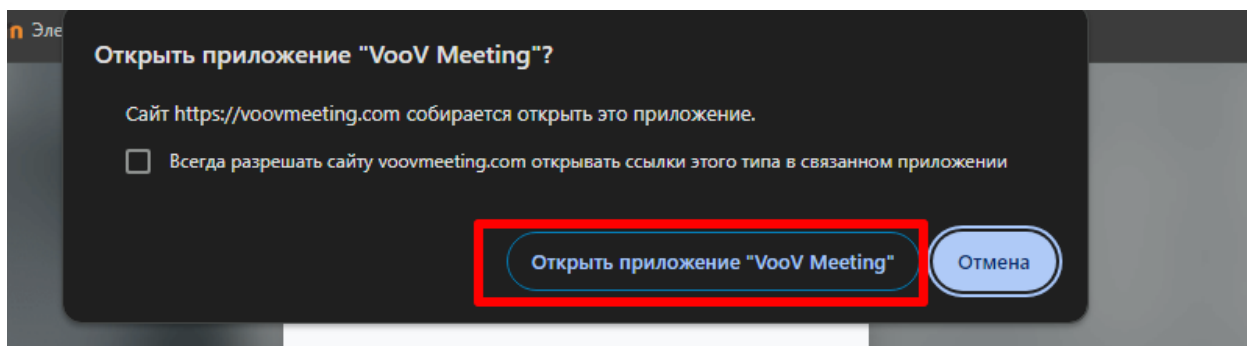 Эле
Открыть приложение "VooV Meeting"?
Сайт https://voovmeeting.com собирается открыть это приложение.
Всегда разрешать сайту voovmeeting.com открывать ссылки этого типа в связанном приложении
Открыть приложение "VooV Meeting"
Отмена